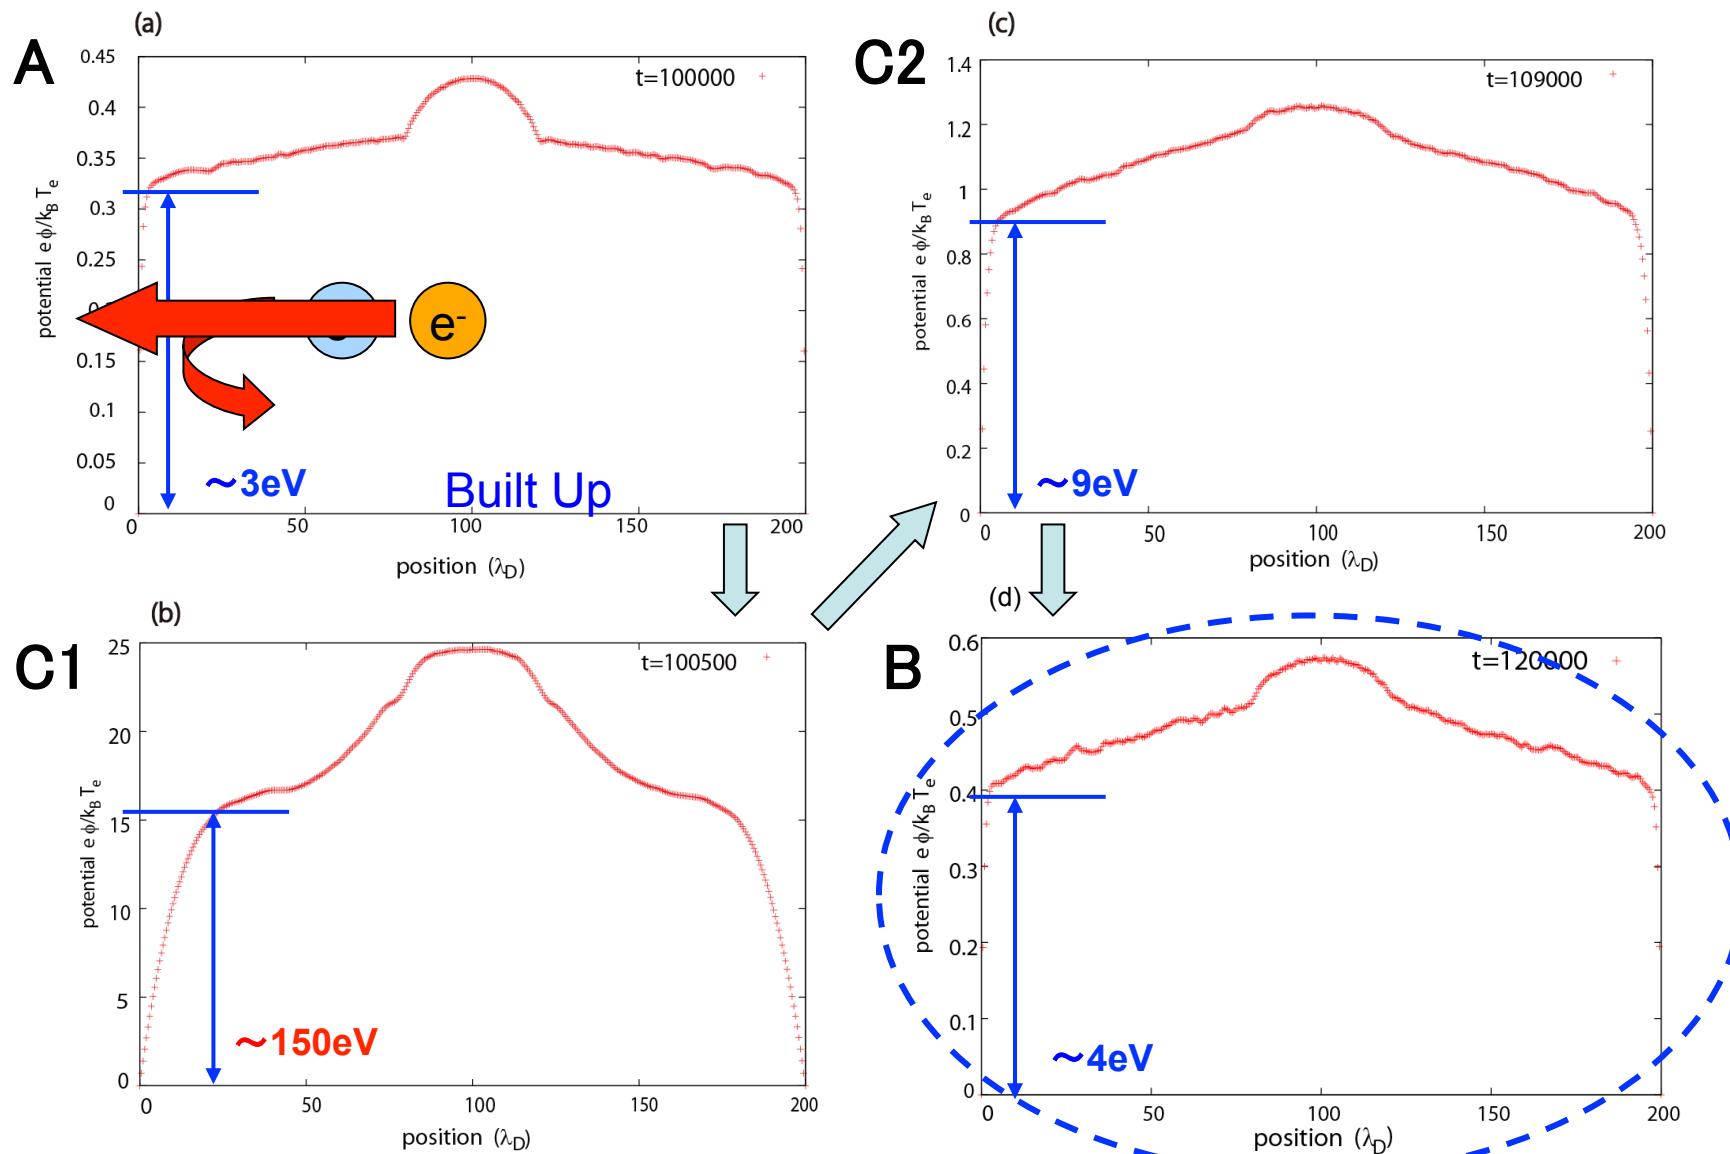 (a)
A
0.45
t=100000
0.4
0.35
0.3
0.25
0.15
0.1
0.05
0
potential eϕ/k_B T_e
e⁻
～3eV
Built Up
0 50 100 150 200
position (λ_D)
(c)
C2
1.4
t=109000
1.2
1
0.8
0.6
0.4
0.2
0
potential eϕ/k_B T_e
～9eV
0 50 100 150 200
position (λ_D)
(b)
C1
25
t=100500
20
15
10
5
0
potential eϕ/k_B T_e
～150eV
0 50 100 150 200
position (λ_D)
(d)
B
0.6
t=120000
0.5
0.4
0.3
0.2
0.1
0
potential eϕ/k_B T_e
～4eV
0 50 100 150 200
position (λ_D)